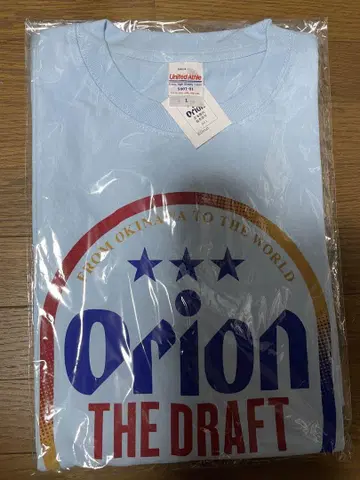 United Athle
Orion
FROM OKINAWA TO THE WORLD
Orion
THE DRAFT